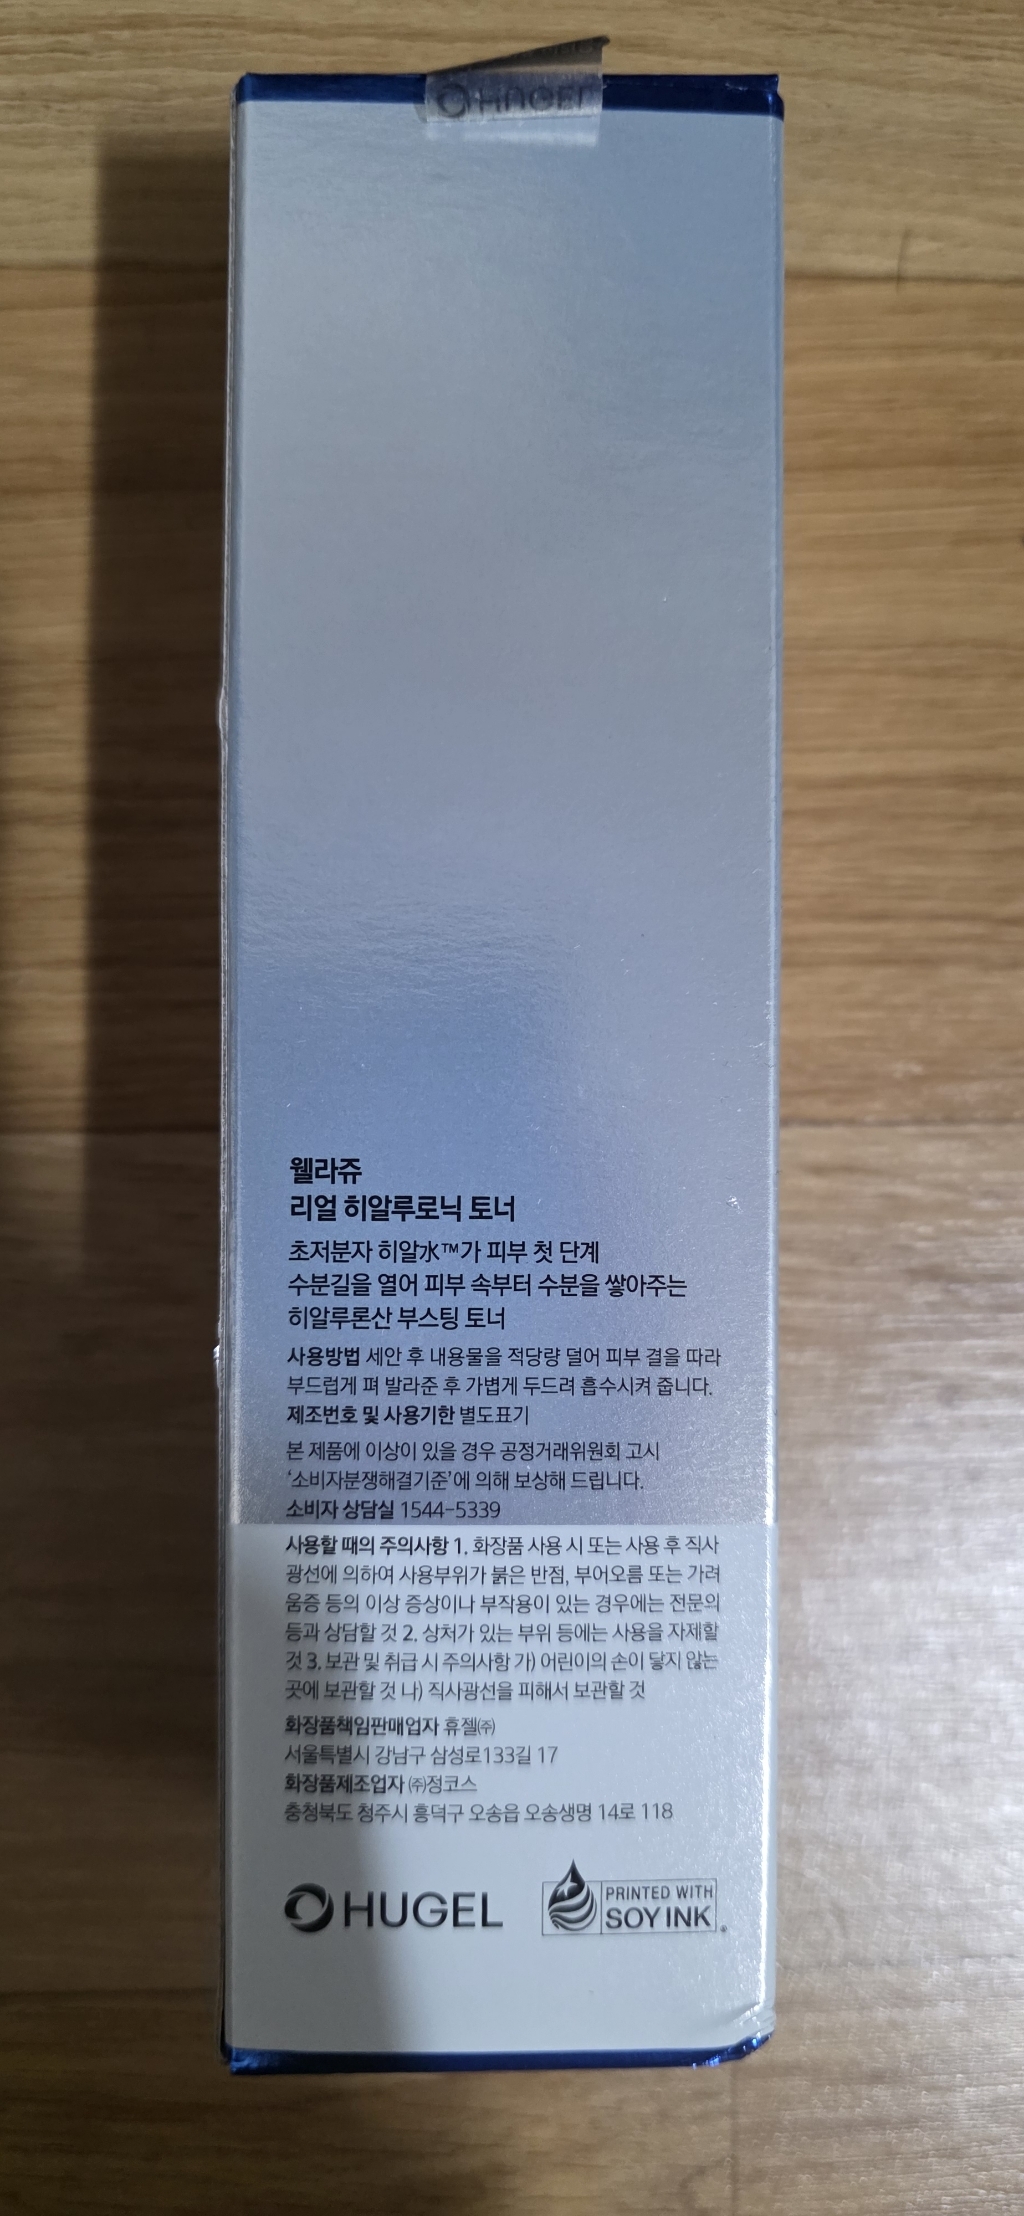 HUGEL
웰라쥬
리얼 히알루로닉 토너
초저분자 히알水™가 피부 첫 단계
수분길을 열어 피부 속부터 수분을 쌓아주는
히알루론산 부스팅 토너
사용방법 세안 후 내용물을 적당량 덜어 피부 결을 따라
부드럽게 펴 발라준 후 가볍게 두드려 흡수시켜 줍니다.
제조번호 및 사용기한 별도표기
본 제품에 이상이 있을 경우 공정거래위원회 고시
‘소비자분쟁해결기준’에 의해 보상해 드립니다.
소비자 상담실 1544-5339
사용할 때의 주의사항 1. 화장품 사용 시 또는 사용 후 직사
광선에 의하여 사용부위가 붉은 반점, 부어오름 또는 가려
움증 등의 이상 증상이나 부작용이 있는 경우에는 전문의
등과 상담할 것 2. 상처가 있는 부위 등에는 사용을 자제할
것 3. 보관 및 취급 시 주의사항 가) 어린이의 손이 닿지 않는
곳에 보관할 것 나) 직사광선을 피해서 보관할 것
화장품책임판매업자 휴젤㈜
서울특별시 강남구 삼성로133길 17
화장품제조업자 ㈜정코스
충청북도 청주시 흥덕구 오송읍 오송생명 14로 118
HUGEL
PRINTED WITH
SOY INK